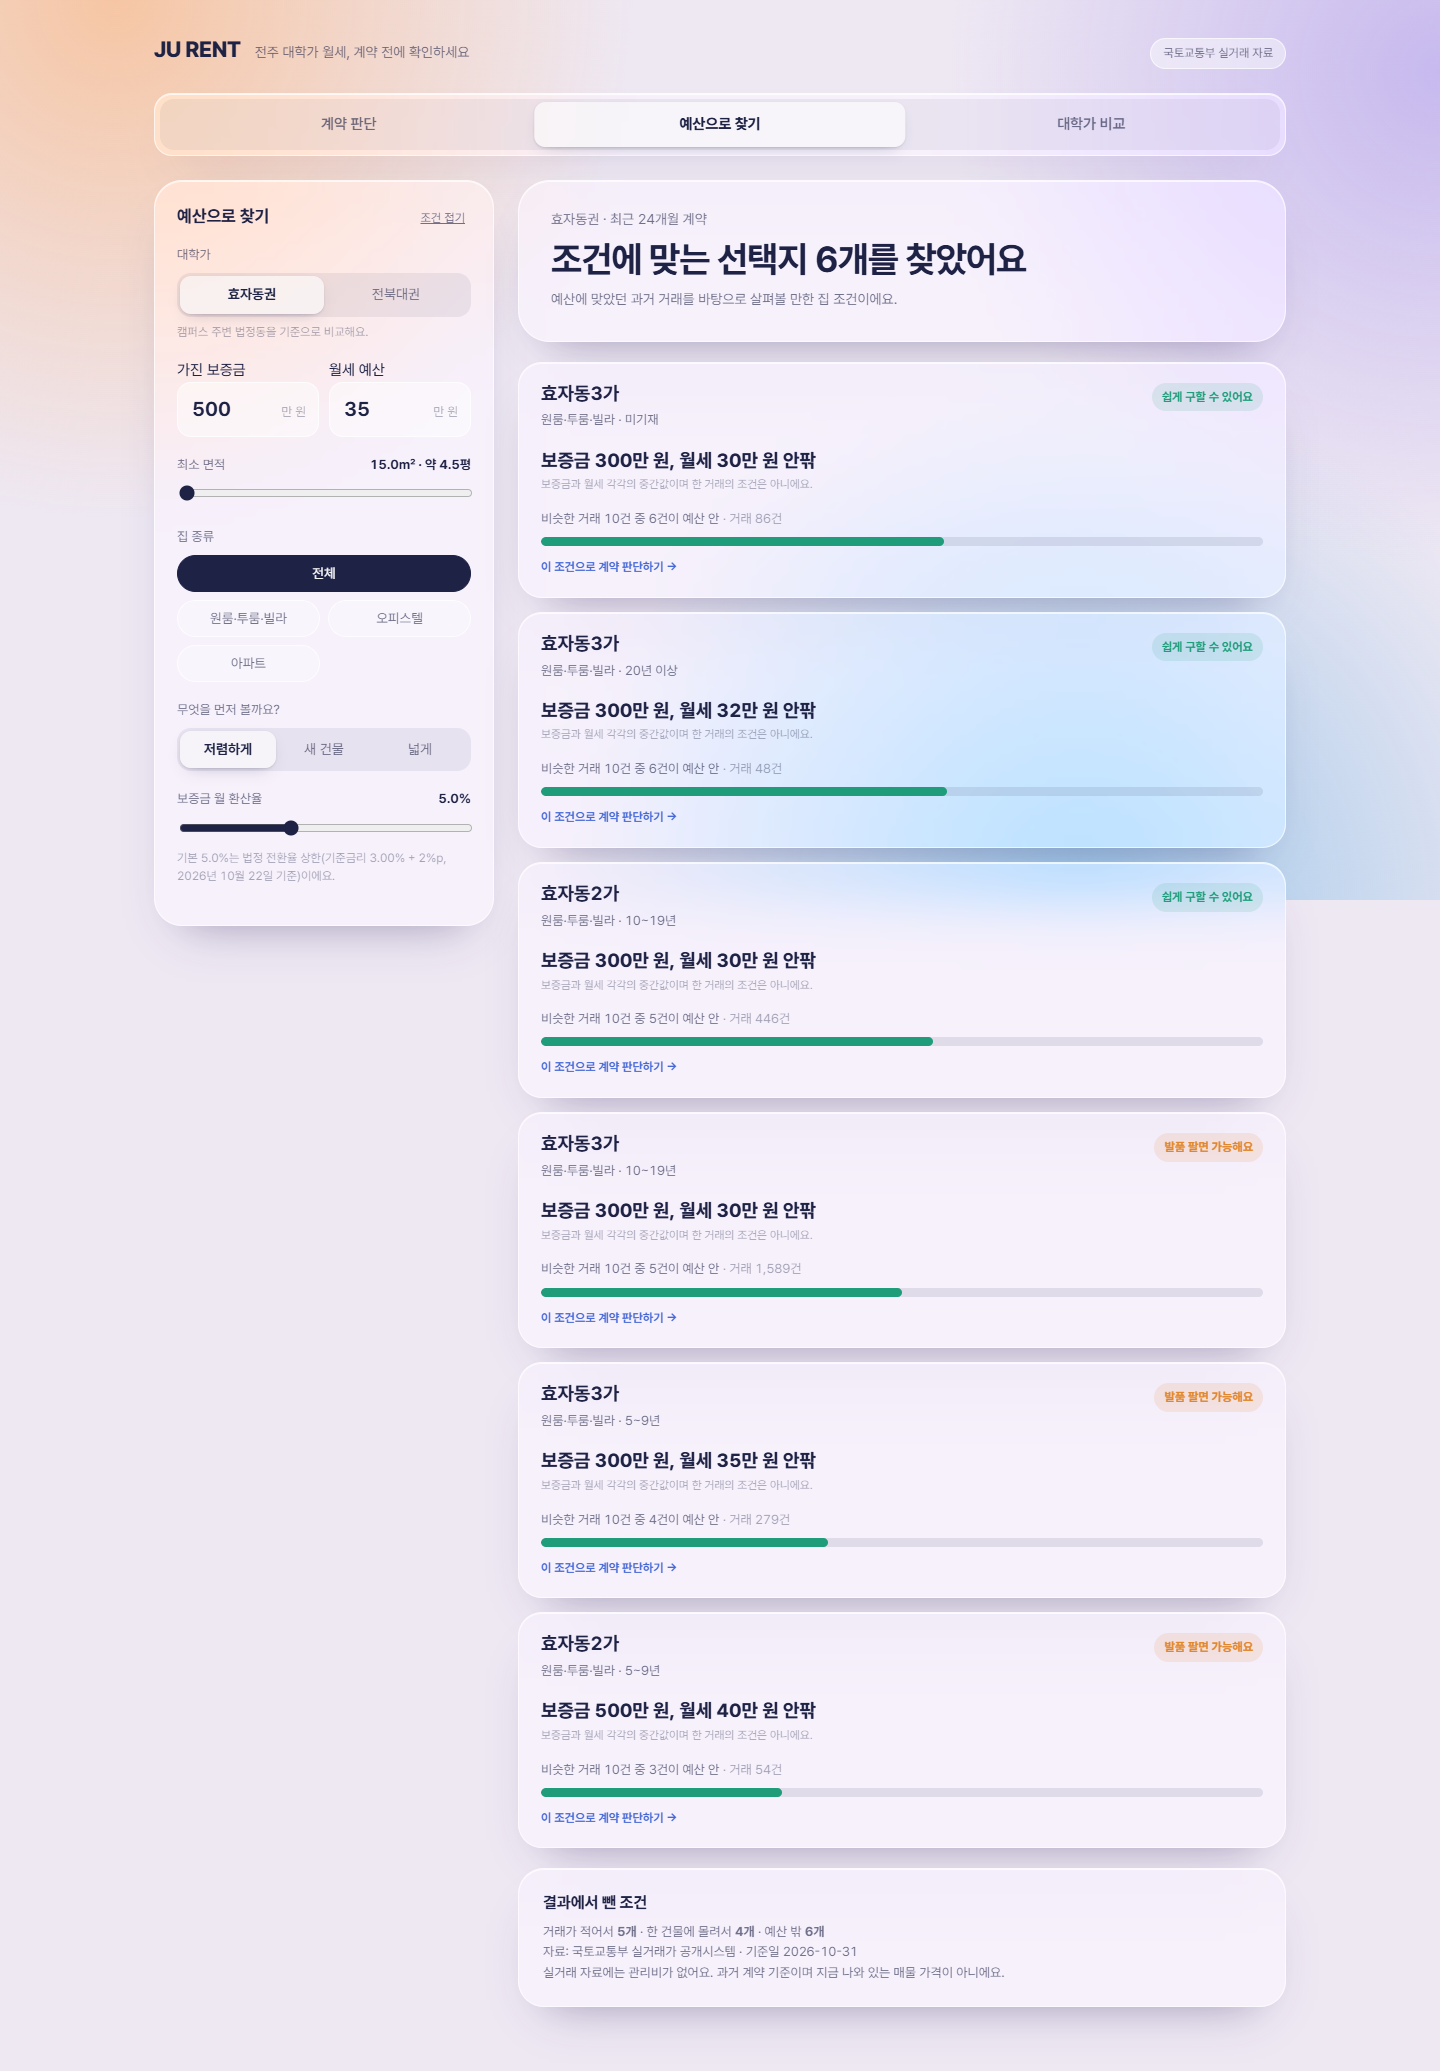 JU RENT 전주 대학가 월세, 계약 전에 확인하세요
국토교통부 실거래 자료
계약 판단
예산으로 찾기
대학가 비교
예산으로 찾기
조건 접기
대학가
효자동권
전북대권
캠퍼스 주변 법정동을 기준으로 비교해요.
가진 보증금
월세 예산
500 만 원
35 만 원
최소 면적
15.0m² · 약 4.5평
집 종류
전체
원룸·투룸·빌라
오피스텔
아파트
무엇을 먼저 볼까요?
저렴하게
새 건물
넓게
보증금 월 환산율
5.0%
기본 5.0%는 법정 전환율 상한(기준금리 3.00% + 2%p,
2026년 10월 22일 기준)이에요.
효자동권 · 최근 24개월 계약
조건에 맞는 선택지 6개를 찾았어요
예산에 맞았던 과거 거래를 바탕으로 살펴볼 만한 집 조건이에요.
효자동3가
쉽게 구할 수 있어요
원룸·투룸·빌라 · 미기재
보증금 300만 원, 월세 30만 원 안팎
보증금과 월세 각각의 중간값이며 한 거래의 조건은 아니에요.
비슷한 거래 10건 중 6건이 예산 안 · 거래 86건
이 조건으로 계약 판단하기 →
효자동3가
쉽게 구할 수 있어요
원룸·투룸·빌라 · 20년 이상
보증금 300만 원, 월세 32만 원 안팎
보증금과 월세 각각의 중간값이며 한 거래의 조건은 아니에요.
비슷한 거래 10건 중 6건이 예산 안 · 거래 48건
이 조건으로 계약 판단하기 →
효자동2가
쉽게 구할 수 있어요
원룸·투룸·빌라 · 10~19년
보증금 300만 원, 월세 30만 원 안팎
보증금과 월세 각각의 중간값이며 한 거래의 조건은 아니에요.
비슷한 거래 10건 중 5건이 예산 안 · 거래 446건
이 조건으로 계약 판단하기 →
효자동3가
발품 팔면 가능해요
원룸·투룸·빌라 · 10~19년
보증금 300만 원, 월세 30만 원 안팎
보증금과 월세 각각의 중간값이며 한 거래의 조건은 아니에요.
비슷한 거래 10건 중 5건이 예산 안 · 거래 1,589건
이 조건으로 계약 판단하기 →
효자동3가
발품 팔면 가능해요
원룸·투룸·빌라 · 5~9년
보증금 300만 원, 월세 35만 원 안팎
보증금과 월세 각각의 중간값이며 한 거래의 조건은 아니에요.
비슷한 거래 10건 중 4건이 예산 안 · 거래 279건
이 조건으로 계약 판단하기 →
효자동2가
발품 팔면 가능해요
원룸·투룸·빌라 · 5~9년
보증금 500만 원, 월세 40만 원 안팎
보증금과 월세 각각의 중간값이며 한 거래의 조건은 아니에요.
비슷한 거래 10건 중 3건이 예산 안 · 거래 54건
이 조건으로 계약 판단하기 →
결과에서 뺀 조건
거래가 적어서 5개 · 한 건물에 몰려서 4개 · 예산 밖 6개
자료: 국토교통부 실거래가 공개시스템 · 기준일 2026-10-31
실거래 자료에는 관리비가 없어요. 과거 계약 기준이며 지금 나와 있는 매물 가격이 아니에요.